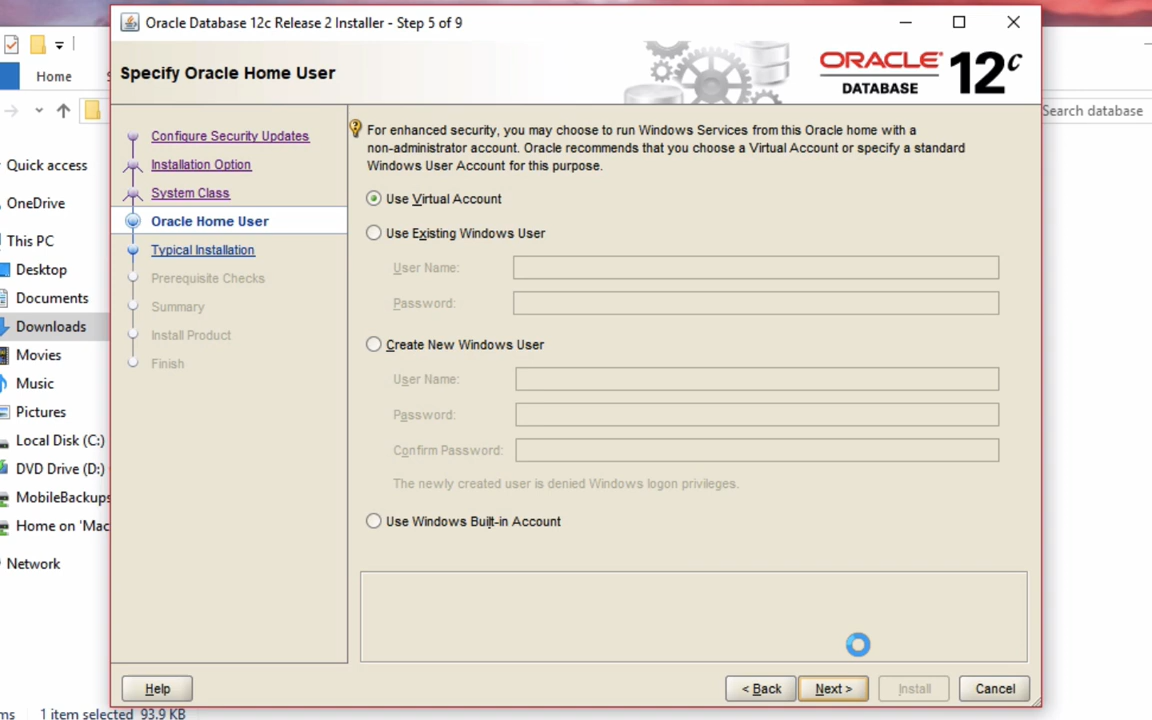 Oracle Database 12c Release 2 Installer - Step 5 of 9
Home
Search database
Specify Oracle Home User
ORACLE
DATABASE
12c
Quick access
OneDrive
This PC
Desktop
Documents
Downloads
Movies
Music
Pictures
Local Disk (C:)
DVD Drive (D:)
MobileBackups
Home on 'Mac
Network
1 item selected 93.9 KB
Configure Security Updates
Installation Option
System Class
Oracle Home User
Typical Installation
Prerequisite Checks
Summary
Install Product
Finish
For enhanced security, you may choose to run Windows Services from this Oracle home with a
non-administrator account. Oracle recommends that you choose a Virtual Account or specify a standard
Windows User Account for this purpose.
Use Virtual Account
Use Existing Windows User
User Name:
Password:
Create New Windows User
User Name:
Password:
Confirm Password:
The newly created user is denied Windows logon privileges.
Use Windows Built-in Account
Help
< Back
Next >
Install
Cancel